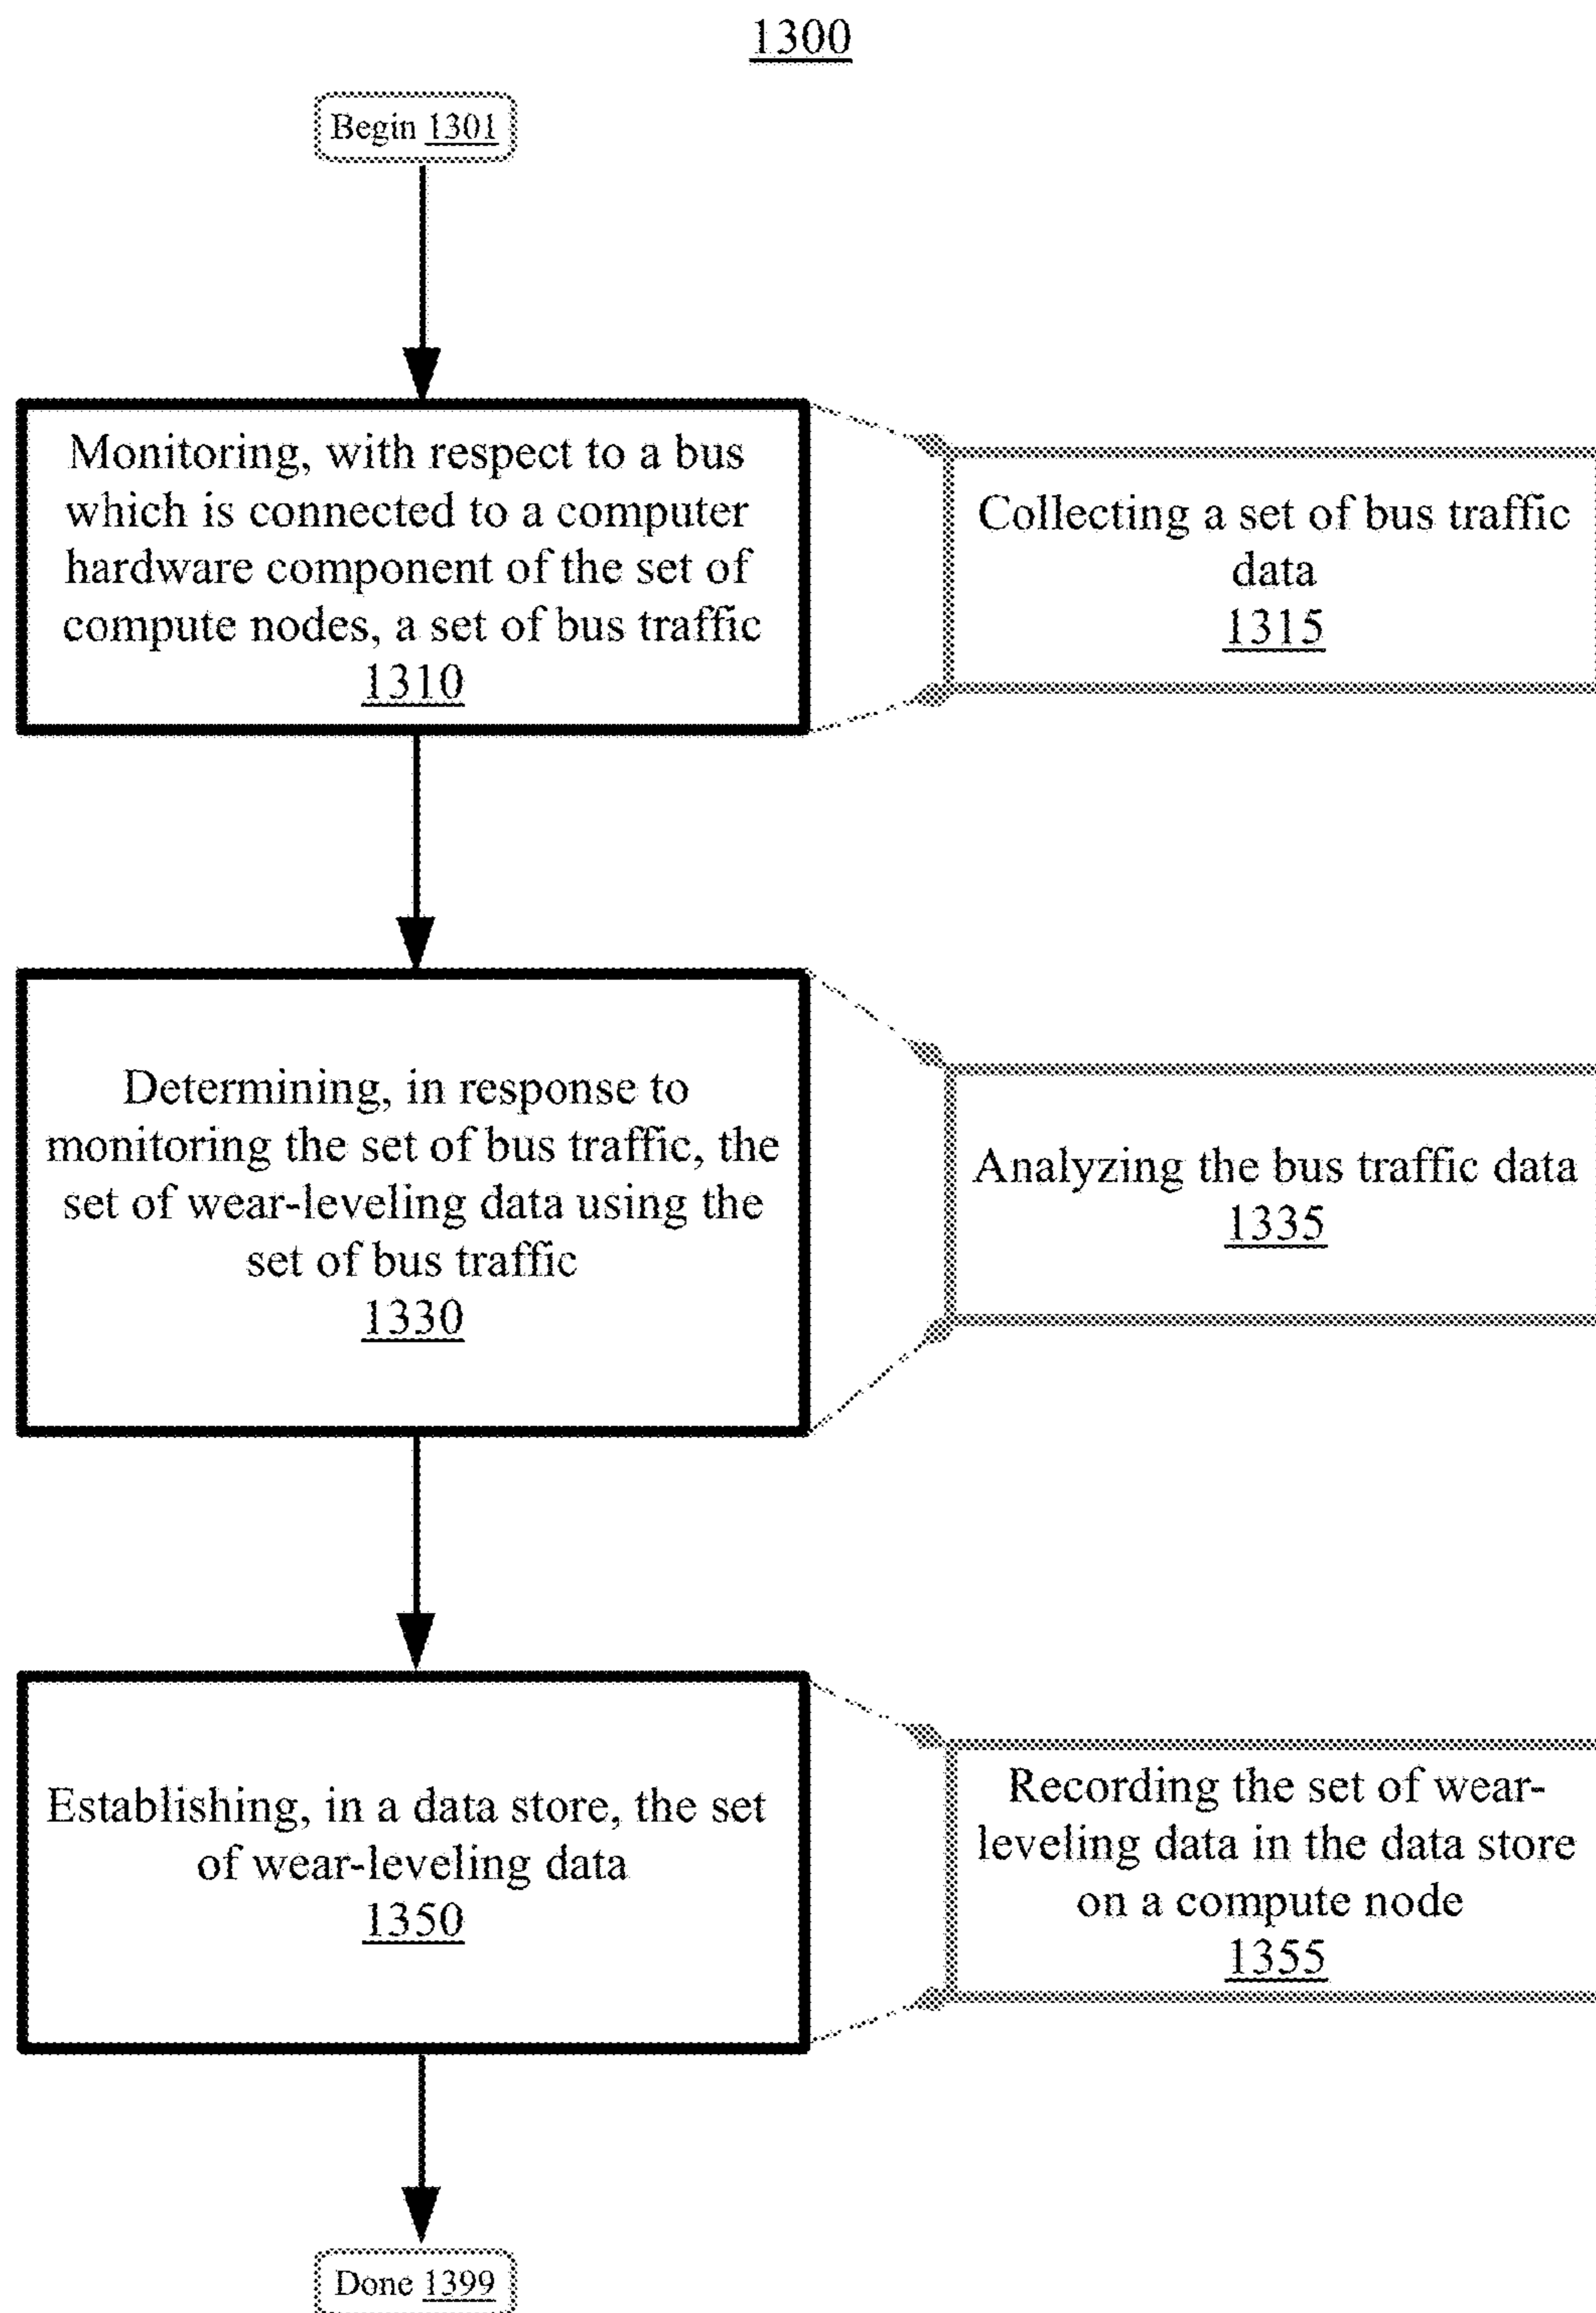 1300
Begin 1301
Monitoring, with respect to a bus
which is connected to a computer
hardware component of the set of
compute nodes, a set of bus traffic
1310
Collecting a set of bus traffic
data
1315
Determining, in response to
monitoring the set of bus traffic, the
set of wear-leveling data using the
set of bus traffic
1330
Analyzing the bus traffic data
1335
Establishing, in a data store, the set
of wear-leveling data
1350
Recording the set of wear-
leveling data in the data store
on a compute node
1355
Done 1399